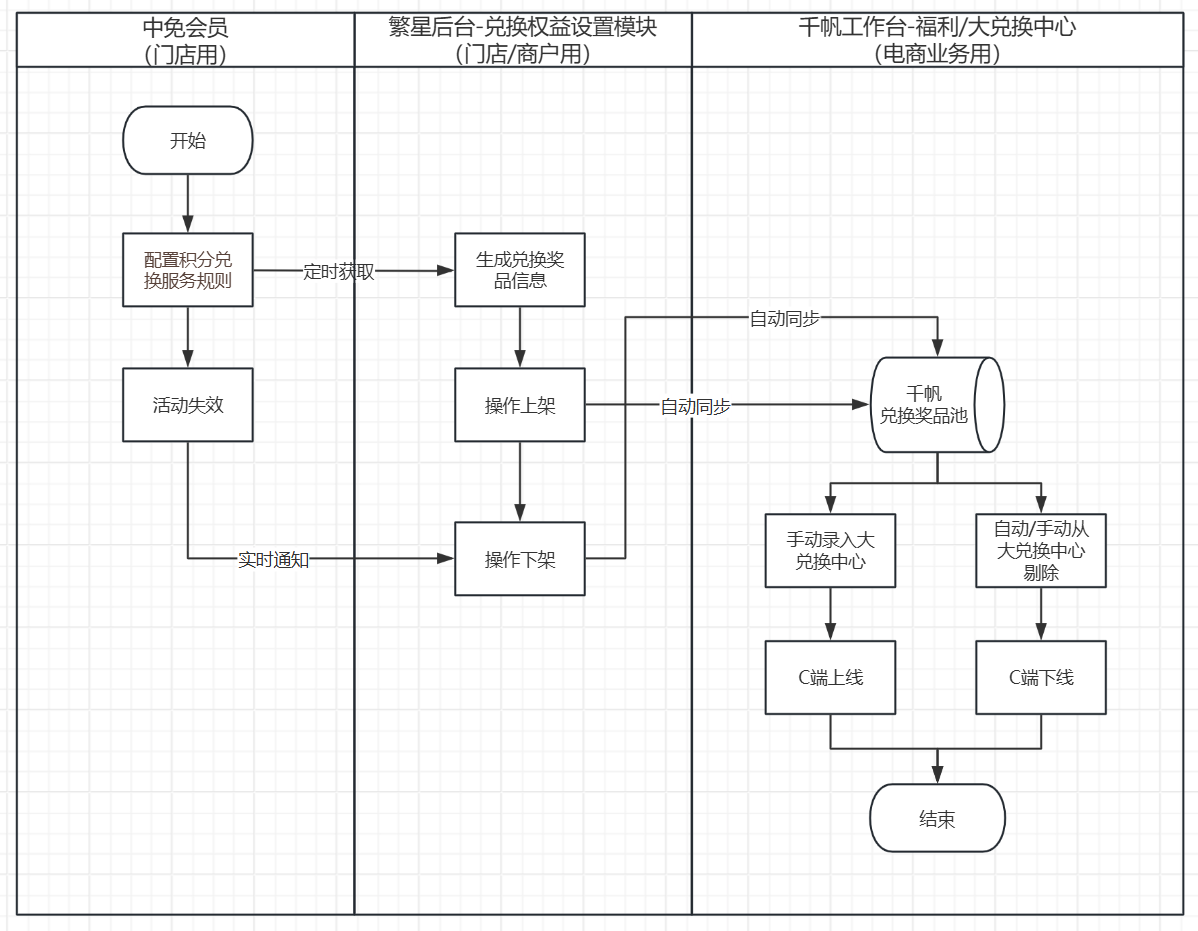 中免会员
（门店用）
繁星后台-兑换权益设置模块
（门店/商户用）
千帆工作台-福利/大兑换中心
（电商业务用）
开始
配置积分兑
换服务规则
定时获取
生成兑换奖
品信息
自动同步
活动失效
操作上架
自动同步
千帆
兑换奖品池
实时通知
操作下架
手动录入大
兑换中心
自动/手动从
大兑换中心
剔除
C端上线
C端下线
结束